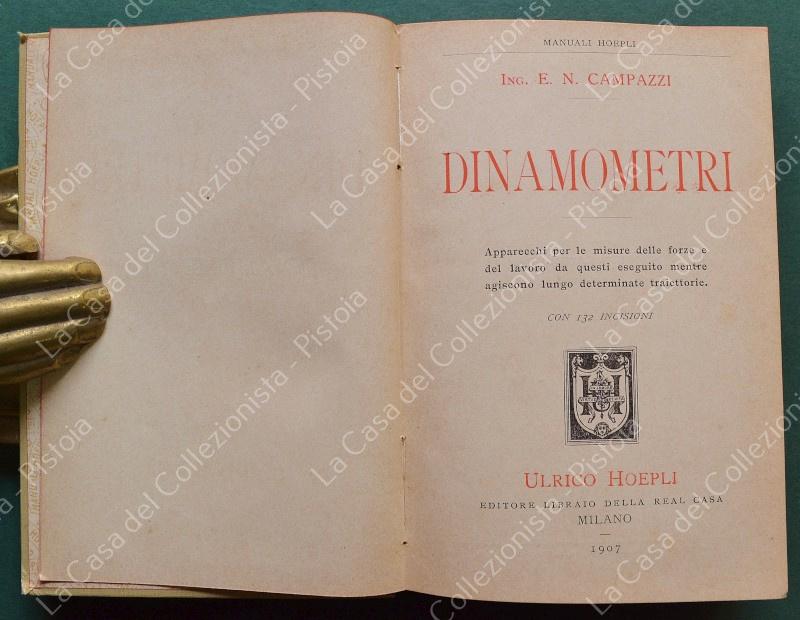 MANUALI HOEPLI
ING. E. N. CAMPAZZI
DINAMOMETRI
Apparecchi per le misure delle forze e
del lavoro da questi eseguito mentre
agiscono lungo determinate traiettorie.
CON 132 INCISIONI
ULRICO HOEPLI
EDITORE LIBRAIO DELLA REAL CASA
MILANO
1907
La Casa del Collezionista - Pistoia